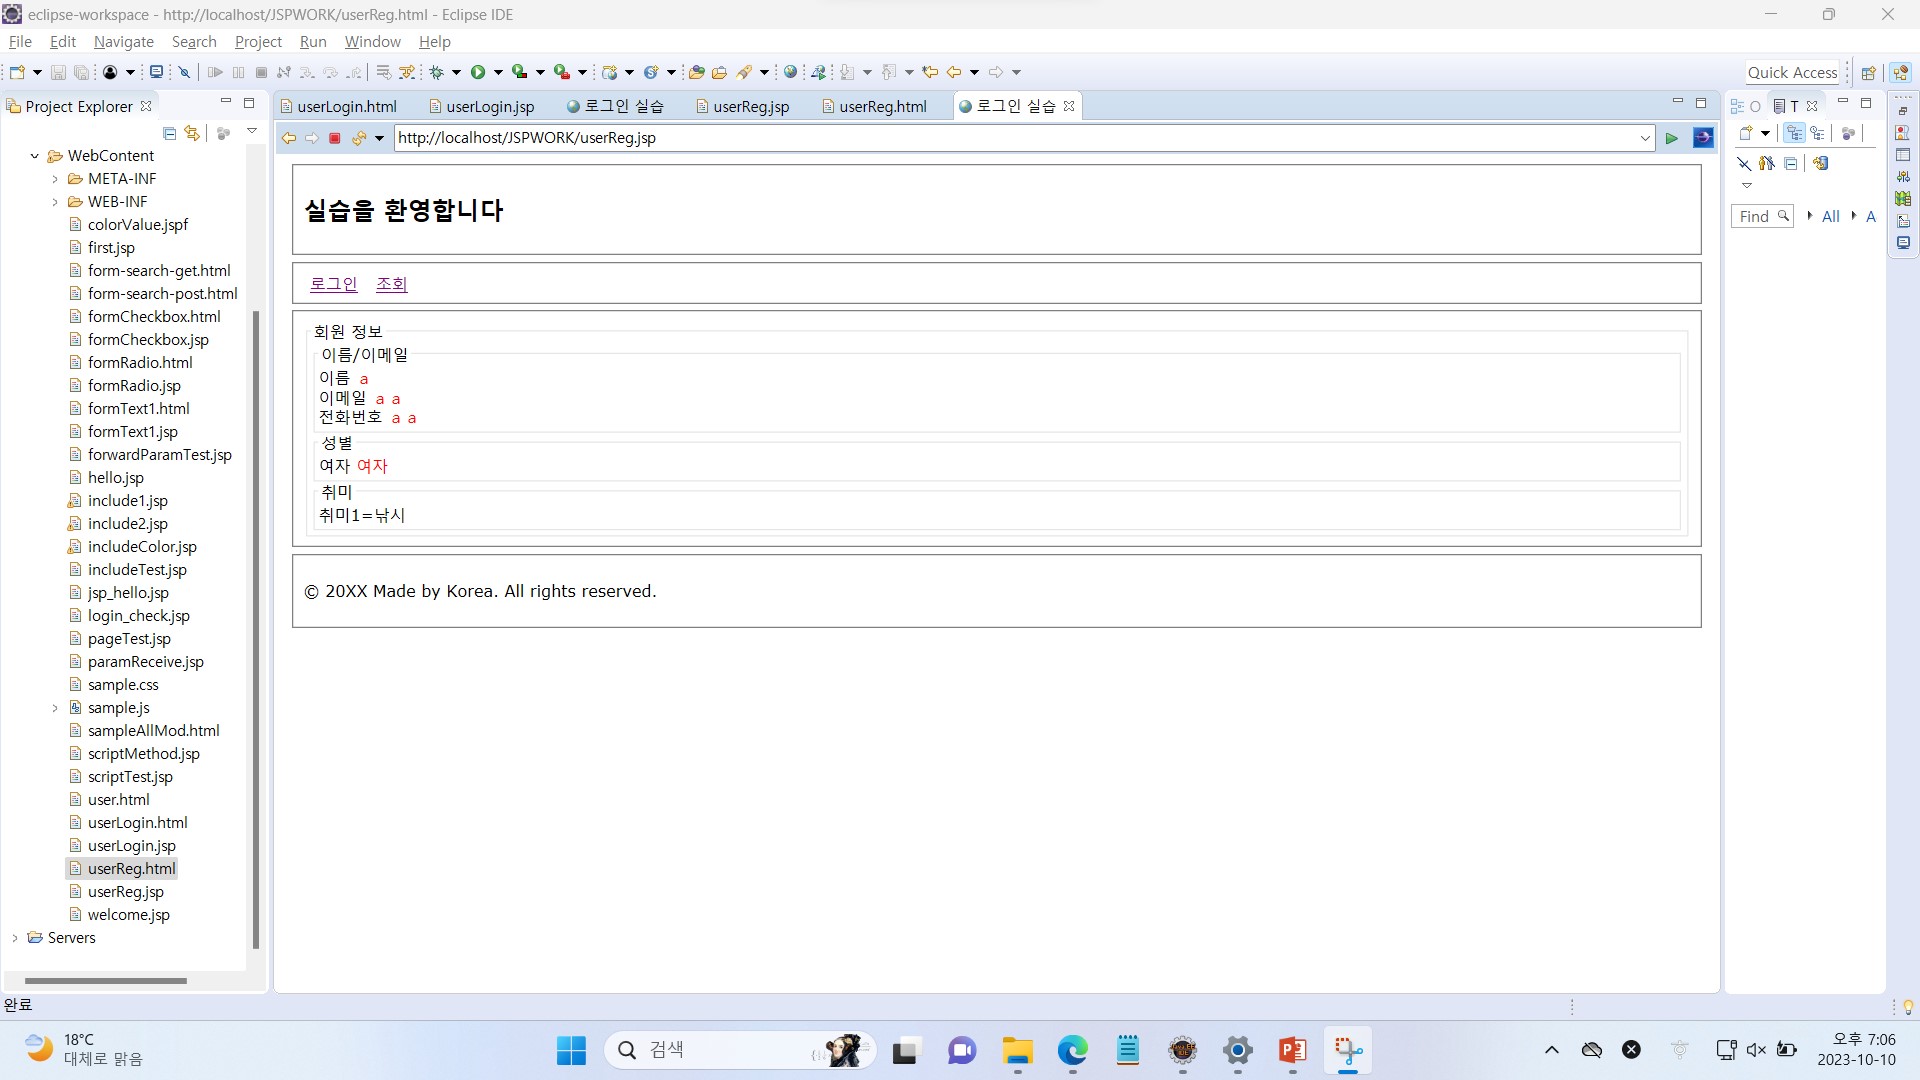 eclipse-workspace - http://localhost/JSPWORK/userReg.html - Eclipse IDE
File Edit Navigate Search Project Run Window Help
Quick Access
Project Explorer
WebContent
META-INF
WEB-INF
colorValue.jspf
first.jsp
form-search-get.html
form-search-post.html
formCheckbox.html
formCheckbox.jsp
formRadio.html
formRadio.jsp
formText1.html
formText1.jsp
forwardParamTest.jsp
hello.jsp
include1.jsp
include2.jsp
includeColor.jsp
includeTest.jsp
jsp_hello.jsp
login_check.jsp
pageTest.jsp
paramReceive.jsp
sample.css
sample.js
sampleAllMod.html
scriptMethod.jsp
scriptTest.jsp
user.html
userLogin.html
userLogin.jsp
userReg.html
userReg.jsp
welcome.jsp
Servers
userLogin.html userLogin.jsp 로그인 실습 userReg.jsp userReg.html 로그인 실습
http://localhost/JSPWORK/userReg.jsp
실습을 환영합니다
로그인 조회
회원 정보
이름/이메일
이름 a
이메일 a a
전화번호 a a
성별
여자 여자
취미
취미1=낚시
© 20XX Made by Korea. All rights reserved.
O T
Find All A
완료
18°C
대체로 맑음
검색
오후 7:06
2023-10-10